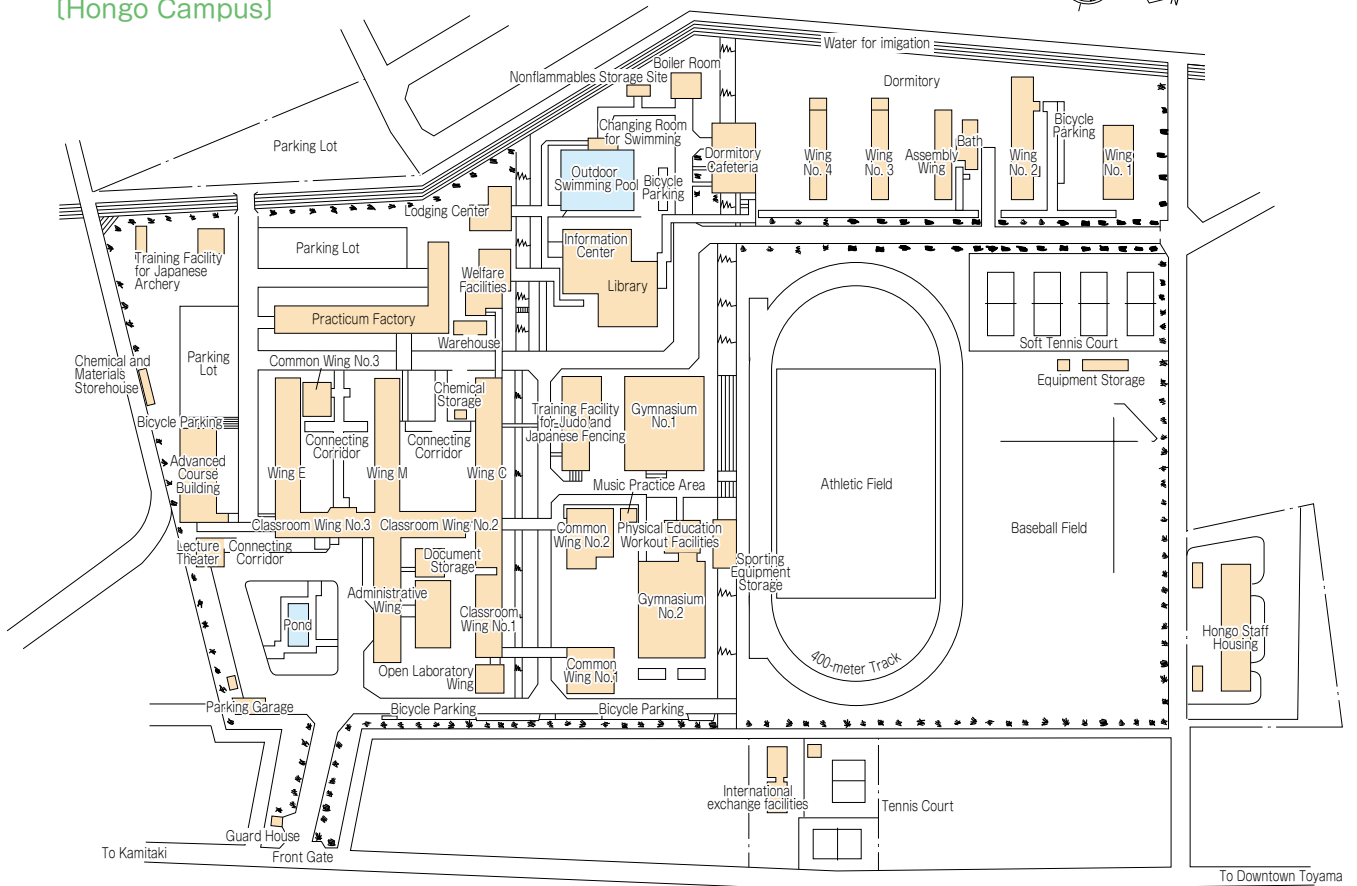 [Hongo Campus]
N
Water for imigation
Boiler Room
Nonflammables Storage Site
Dormitory
Parking Lot
Changing Room
for Swimming
Bicycle
Parking
Dormitory
Cafeteria
Wing
No. 4
Wing
No. 3
Assembly
Wing
Bath
Wing
No. 2
Wing
No. 1
Outdoor
Swimming Pool
Bicycle
Parking
Lodging Center
Parking Lot
Information
Center
Library
Training Facility
for Japanese
Archery
Welfare
Facilities
Practicum Factory
Warehouse
Soft Tennis Court
Equipment Storage
Parking
Lot
Chemical and
Materials
Storehouse
Common Wing No.3
Chemical
Storage
Bicycle Parking
Connecting
Corridor
Connecting
Corridor
Training Facility
for Judo and
Japanese Fencing
Gymnasium
No.1
Advanced
Course
Building
Wing E
Wing M
Wing C
Music Practice Area
Athletic Field
Baseball Field
Classroom Wing No.3
Classroom Wing No.2
Common
Wing No.2
Physical Education
Workout Facilities
Lecture
Theater
Connecting
Corridor
Document
Storage
Sporting
Equipment
Storage
Administrative
Wing
Classroom
Wing No.1
Gymnasium
No.2
Pond
Hongo Staff
Housing
Open Laboratory
Wing
Common
Wing No.1
400-meter Track
Parking Garage
Bicycle Parking
Bicycle Parking
International
exchange facilities
Tennis Court
Guard House
Front Gate
To Kamitaki
To Downtown Toyama